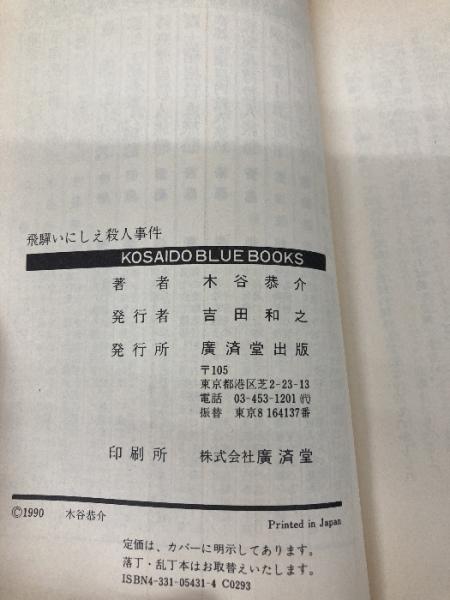 飛驒いにしえ殺人事件
KOSAIDO BLUE BOOKS
著者 木谷恭介
発行者 吉田和之
発行所 廣済堂出版
〒105
東京都港区芝2-23-13
電話 03-453-1201㈹
振替 東京8 164137番
印刷所 株式会社廣済堂
©1990 木谷恭介
Printed in Japan
定価は、カバーに明示してあります。
落丁・乱丁本はお取替えいたします。
ISBN4-331-05431-4 C0293